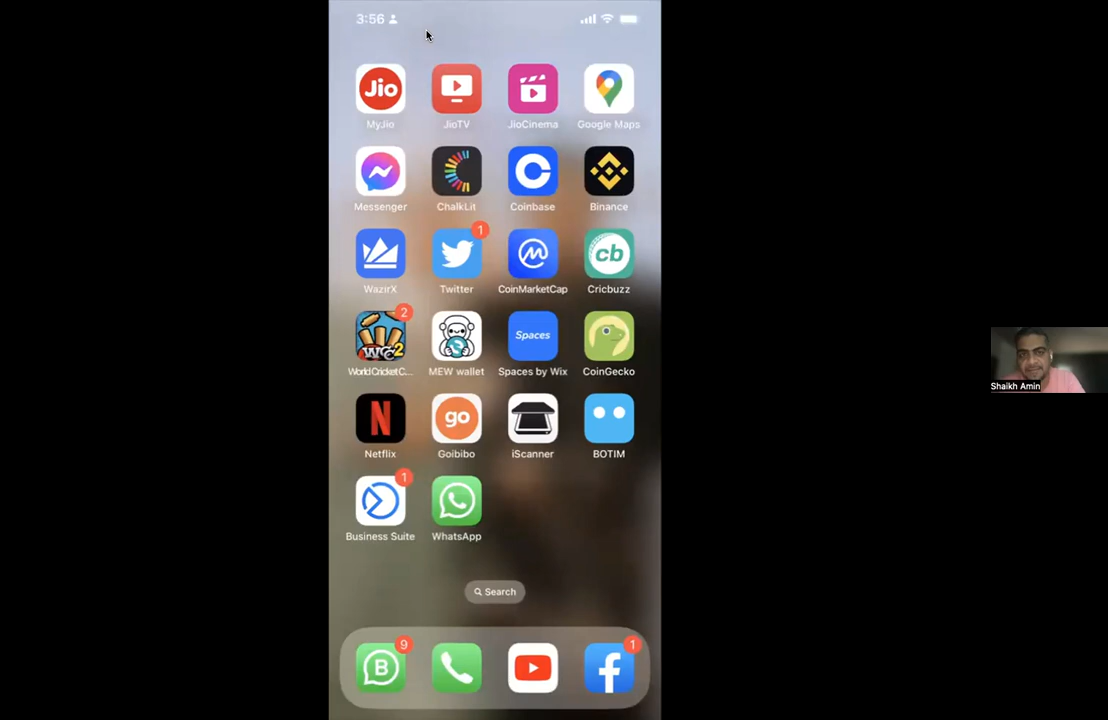 3:56
Jio
MyJio JioTV JioCinema Google Maps
Messenger ChalkLit Coinbase Binance
1
cb
WazirX Twitter CoinMarketCap Cricbuzz
2
WCC2 Spaces
World Cricket C... MEW wallet Spaces by Wix CoinGecko
N go
Netflix Goibibo iScanner BOTIM
1
Business Suite WhatsApp
Search
9 1
B f
Shaikh Amin